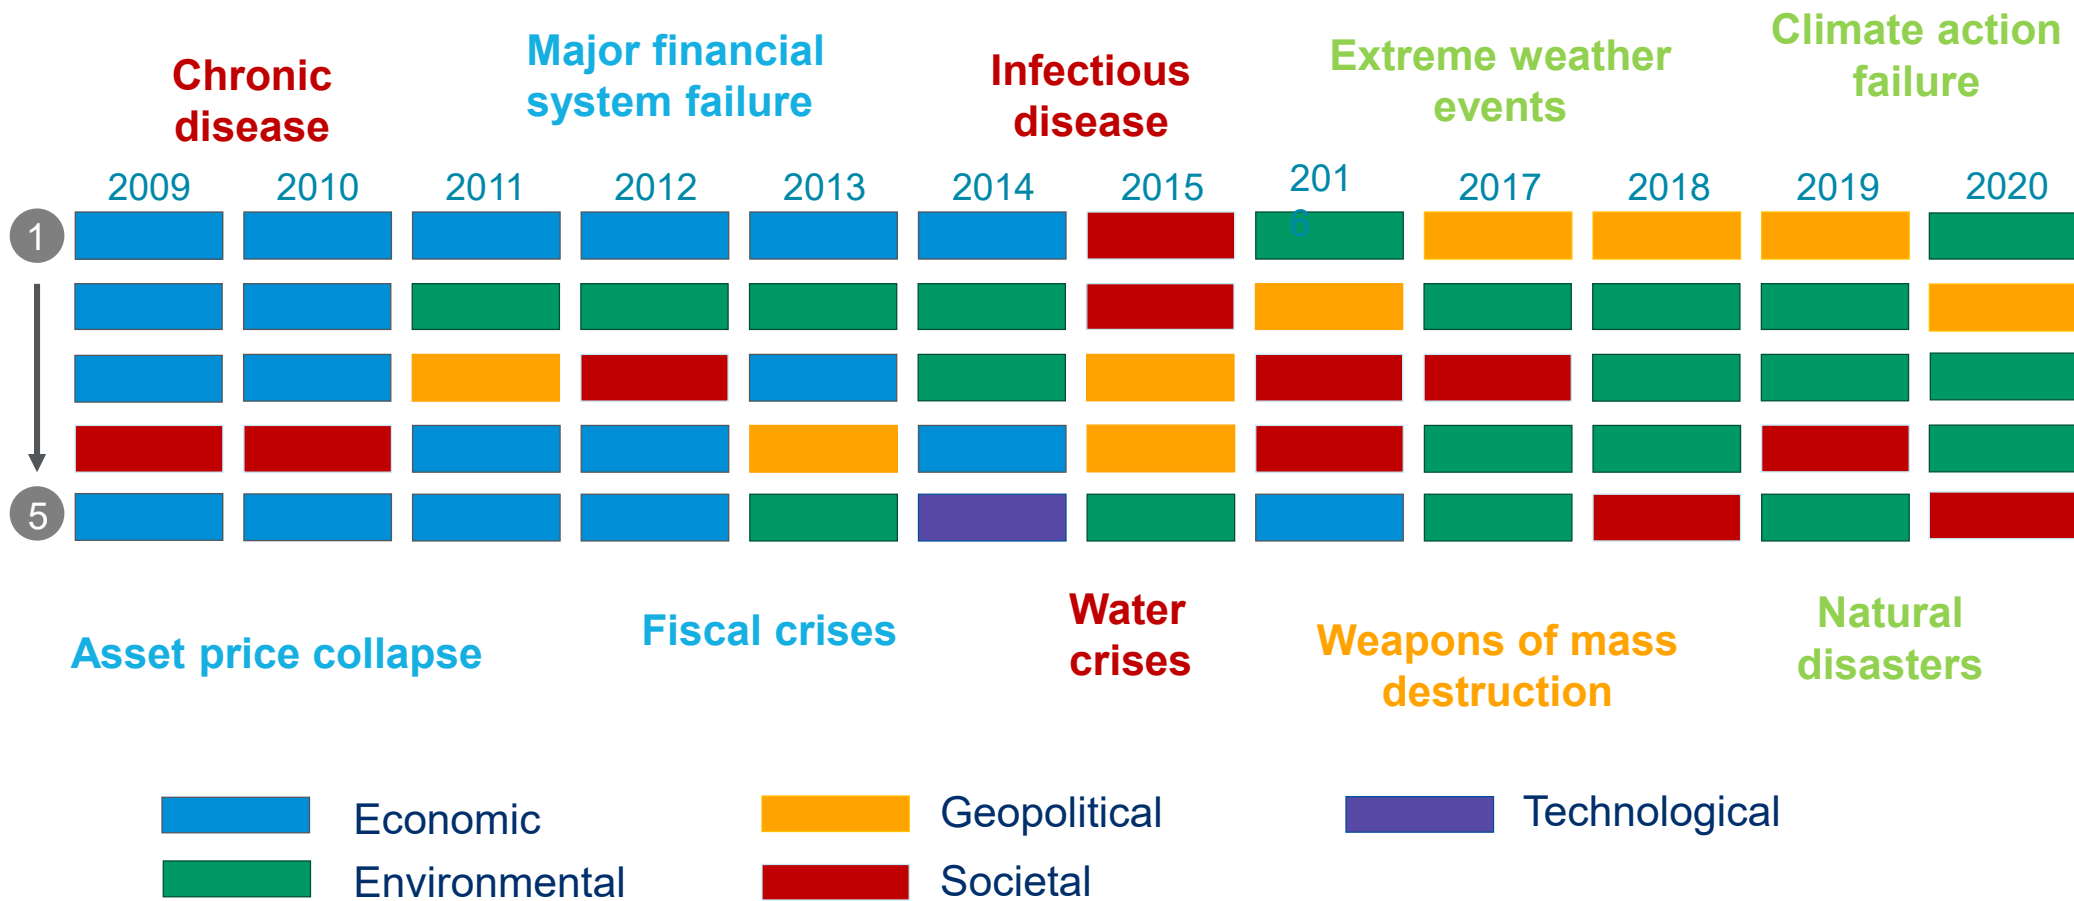 Climate action
failure
Major financial
system failure
Extreme weather
events
Chronic
disease
Infectious
disease
2009 2010 2011 2012 2013 2014 2015 201 2017 2018 2019 2020
6
1
5
Asset price collapse
Fiscal crises
Water
crises
Weapons of mass
destruction
Natural
disasters
Economic
Geopolitical
Technological
Environmental
Societal